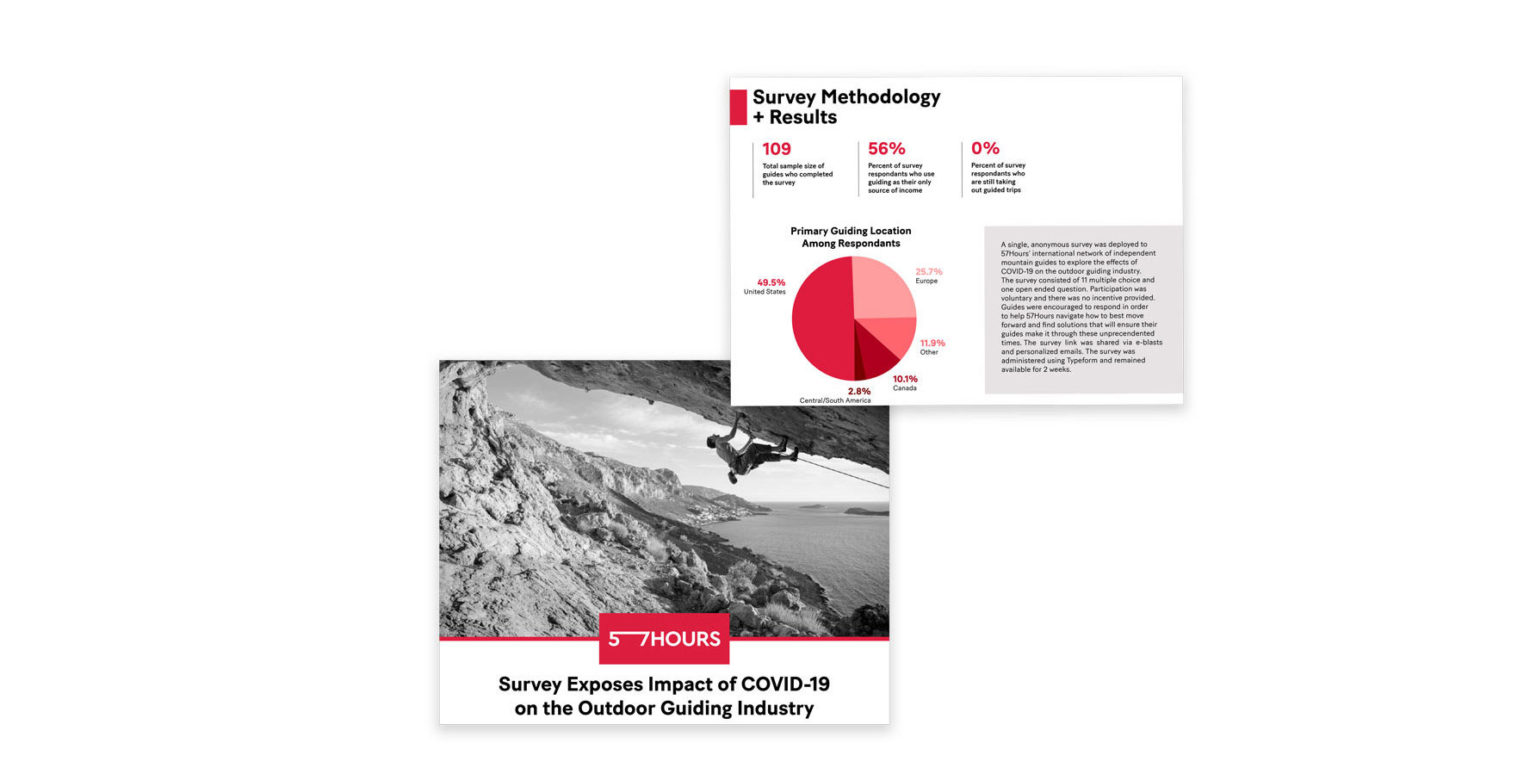 Survey Methodology
+ Results
109
Total sample size of
guides who completed
the survey
56%
Percent of survey
respondents who use
guiding as their only
source of income
0%
Percent of survey
respondents who
are still taking
out guided trips
Primary Guiding Location
Among Respondants
49.5%
United States
25.7%
Europe
11.9%
Other
10.1%
Canada
2.8%
Central/South America
A single, anonymous survey was deployed to
57Hours' international network of independent
mountain guides to explore the effects of
COVID-19 on the outdoor guiding industry.
The survey consisted of 11 multiple choice and
one open ended question. Participation was
voluntary and there was no incentive provided.
Guides were encouraged to respond in order
to help 57Hours navigate how to best move
forward and find solutions that will ensure their
guides make it through these unprecendented
times. The survey link was shared via e-blasts
and personalized emails. The survey was
administered using Typeform and remained
available for 2 weeks.
57HOURS
Survey Exposes Impact of COVID-19
on the Outdoor Guiding Industry